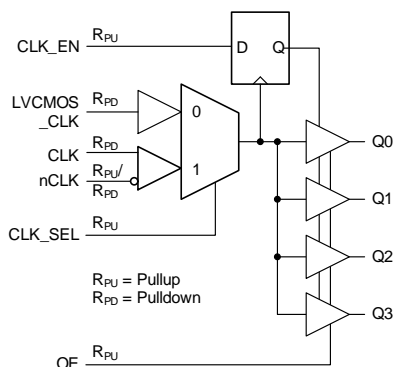 CLK_EN RPU
D Q
LVCMOS
_CLK
RPD
0
CLK RPD
nCLK RPU/
RPD
1
CLK_SEL RPU
Q0
Q1
Q2
Q3
RPU = Pullup
RPD = Pulldown
OE RPU